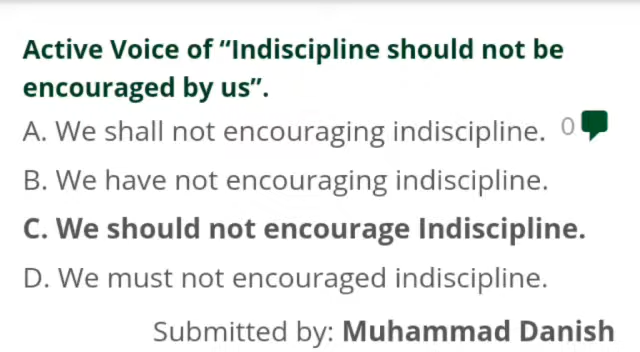 Active Voice of “Indiscipline should not be
encouraged by us”.
A. We shall not encouraging indiscipline. 0
B. We have not encouraging indiscipline.
C. We should not encourage Indiscipline.
D. We must not encouraged indiscipline.
Submitted by: Muhammad Danish